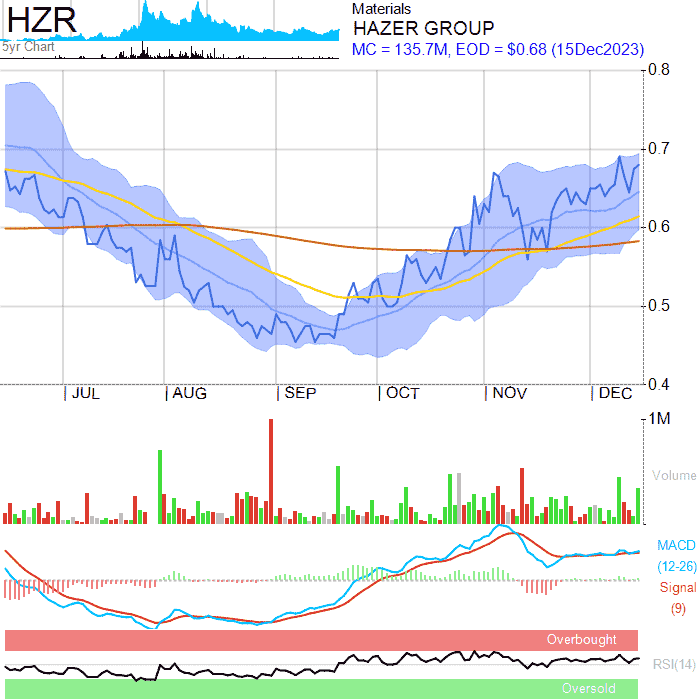 HZR
5yr Chart
Materials
HAZER GROUP
MC = 135.7M, EOD = $0.68 (15Dec2023)
0.8
0.7
0.6
0.5
0.4
JUL AUG SEP OCT NOV DEC
1M
Volume
MACD
(12-26)
Signal
(9)
Overbought
RSI(14)
Oversold